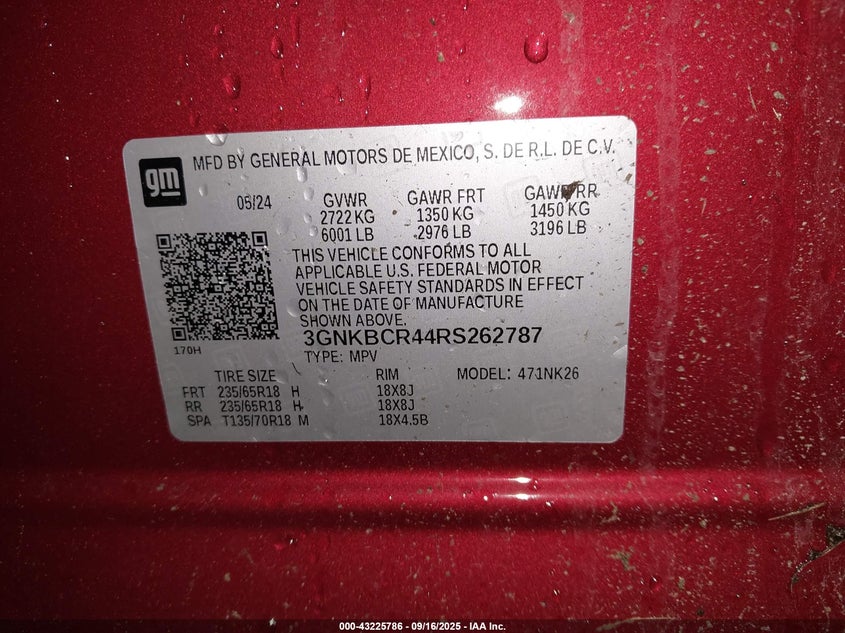 gm
MFD BY GENERAL MOTORS DE MEXICO, S. DE R.L. DE C.V.
05/24
GVWR GAWR FRT GAWR RR
2722 KG 1350 KG 1450 KG
6001 LB 2976 LB 3196 LB
THIS VEHICLE CONFORMS TO ALL
APPLICABLE U.S. FEDERAL MOTOR
VEHICLE SAFETY STANDARDS IN EFFECT
ON THE DATE OF MANUFACTURE
SHOWN ABOVE.
170H
3GNKBCR44RS262787
TYPE: MPV
TIRE SIZE RIM MODEL: 471NK26
FRT 235/65R18 H 18X8J
RR 235/65R18 H 18X8J
SPA T135/70R18 M 18X4.5B
000-43225786 - 09/16/2025 - IAA Inc.